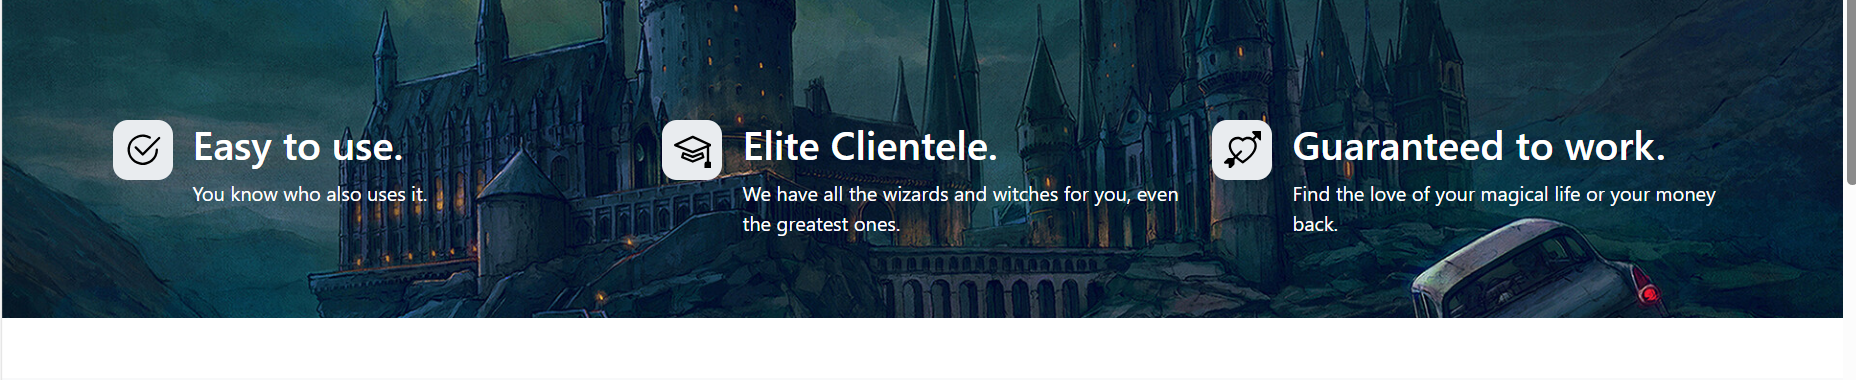 Easy to use.
You know who also uses it.
Elite Clientele.
We have all the wizards and witches for you, even
the greatest ones.
Guaranteed to work.
Find the love of your magical life or your money
back.